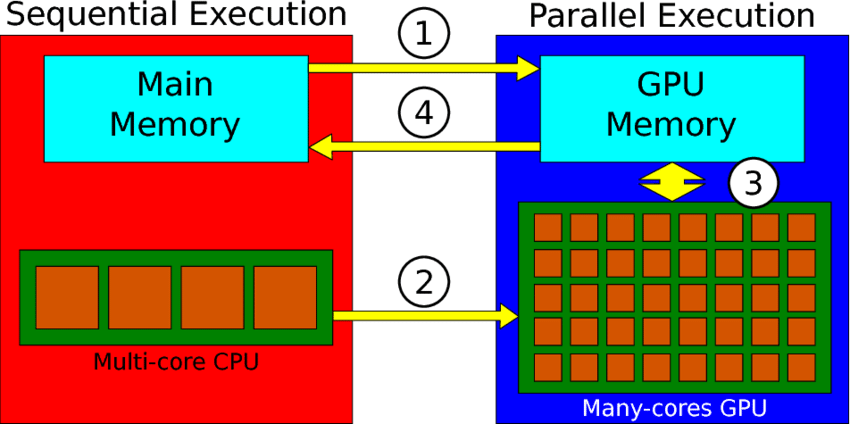 Sequential Execution
Parallel Execution
1
Main
Memory
GPU
Memory
4
3
2
Multi-core CPU
Many-cores GPU